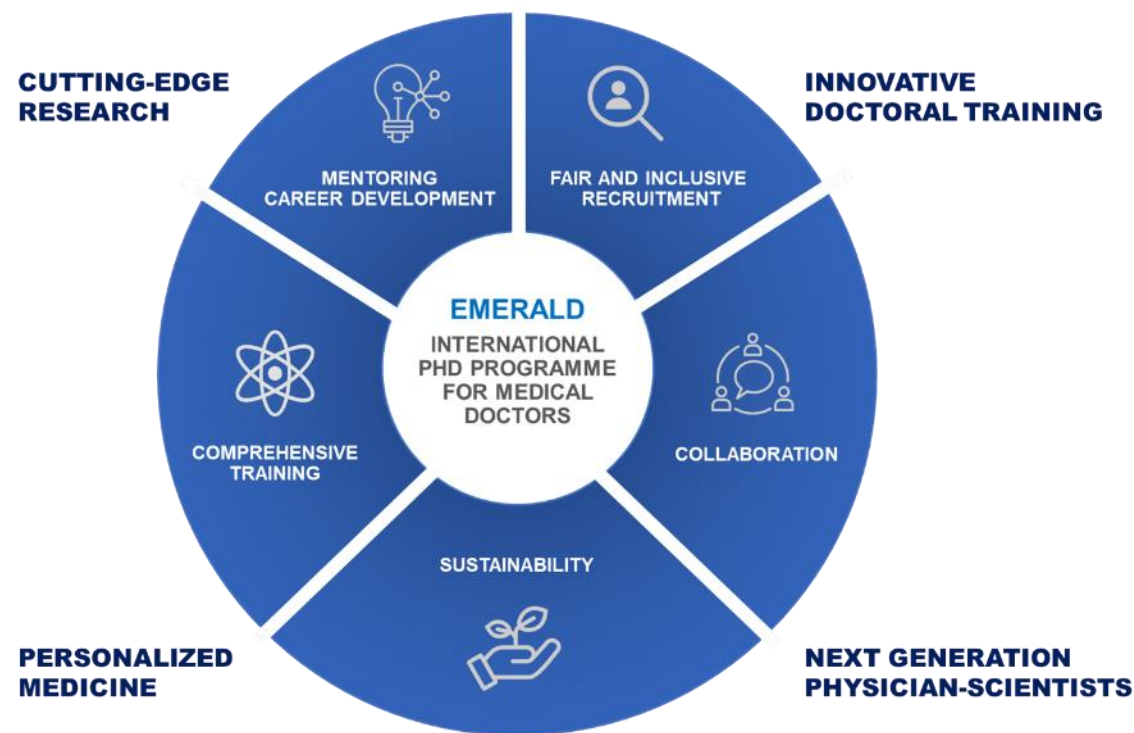 CUTTING-EDGE
RESEARCH
INNOVATIVE
DOCTORAL TRAINING
MENTORING
CAREER DEVELOPMENT
FAIR AND INCLUSIVE
RECRUITMENT
EMERALD
INTERNATIONAL
PHD PROGRAMME
FOR MEDICAL
DOCTORS
COMPREHENSIVE
TRAINING
COLLABORATION
SUSTAINABILITY
PERSONALIZED
MEDICINE
NEXT GENERATION
PHYSICIAN-SCIENTISTS